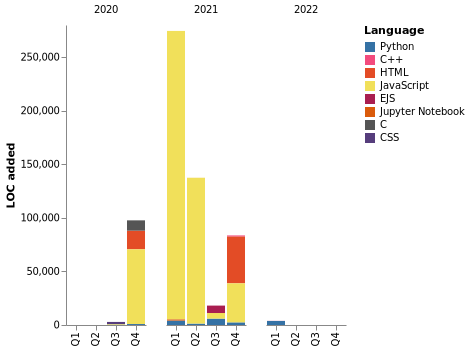 2020 2021 2022
Language
Python
C++
HTML
JavaScript
EJS
Jupyter Notebook
C
CSS
LOC added
250,000
200,000
150,000
100,000
50,000
0
Q1 Q2 Q3 Q4 Q1 Q2 Q3 Q4 Q1 Q2 Q3 Q4